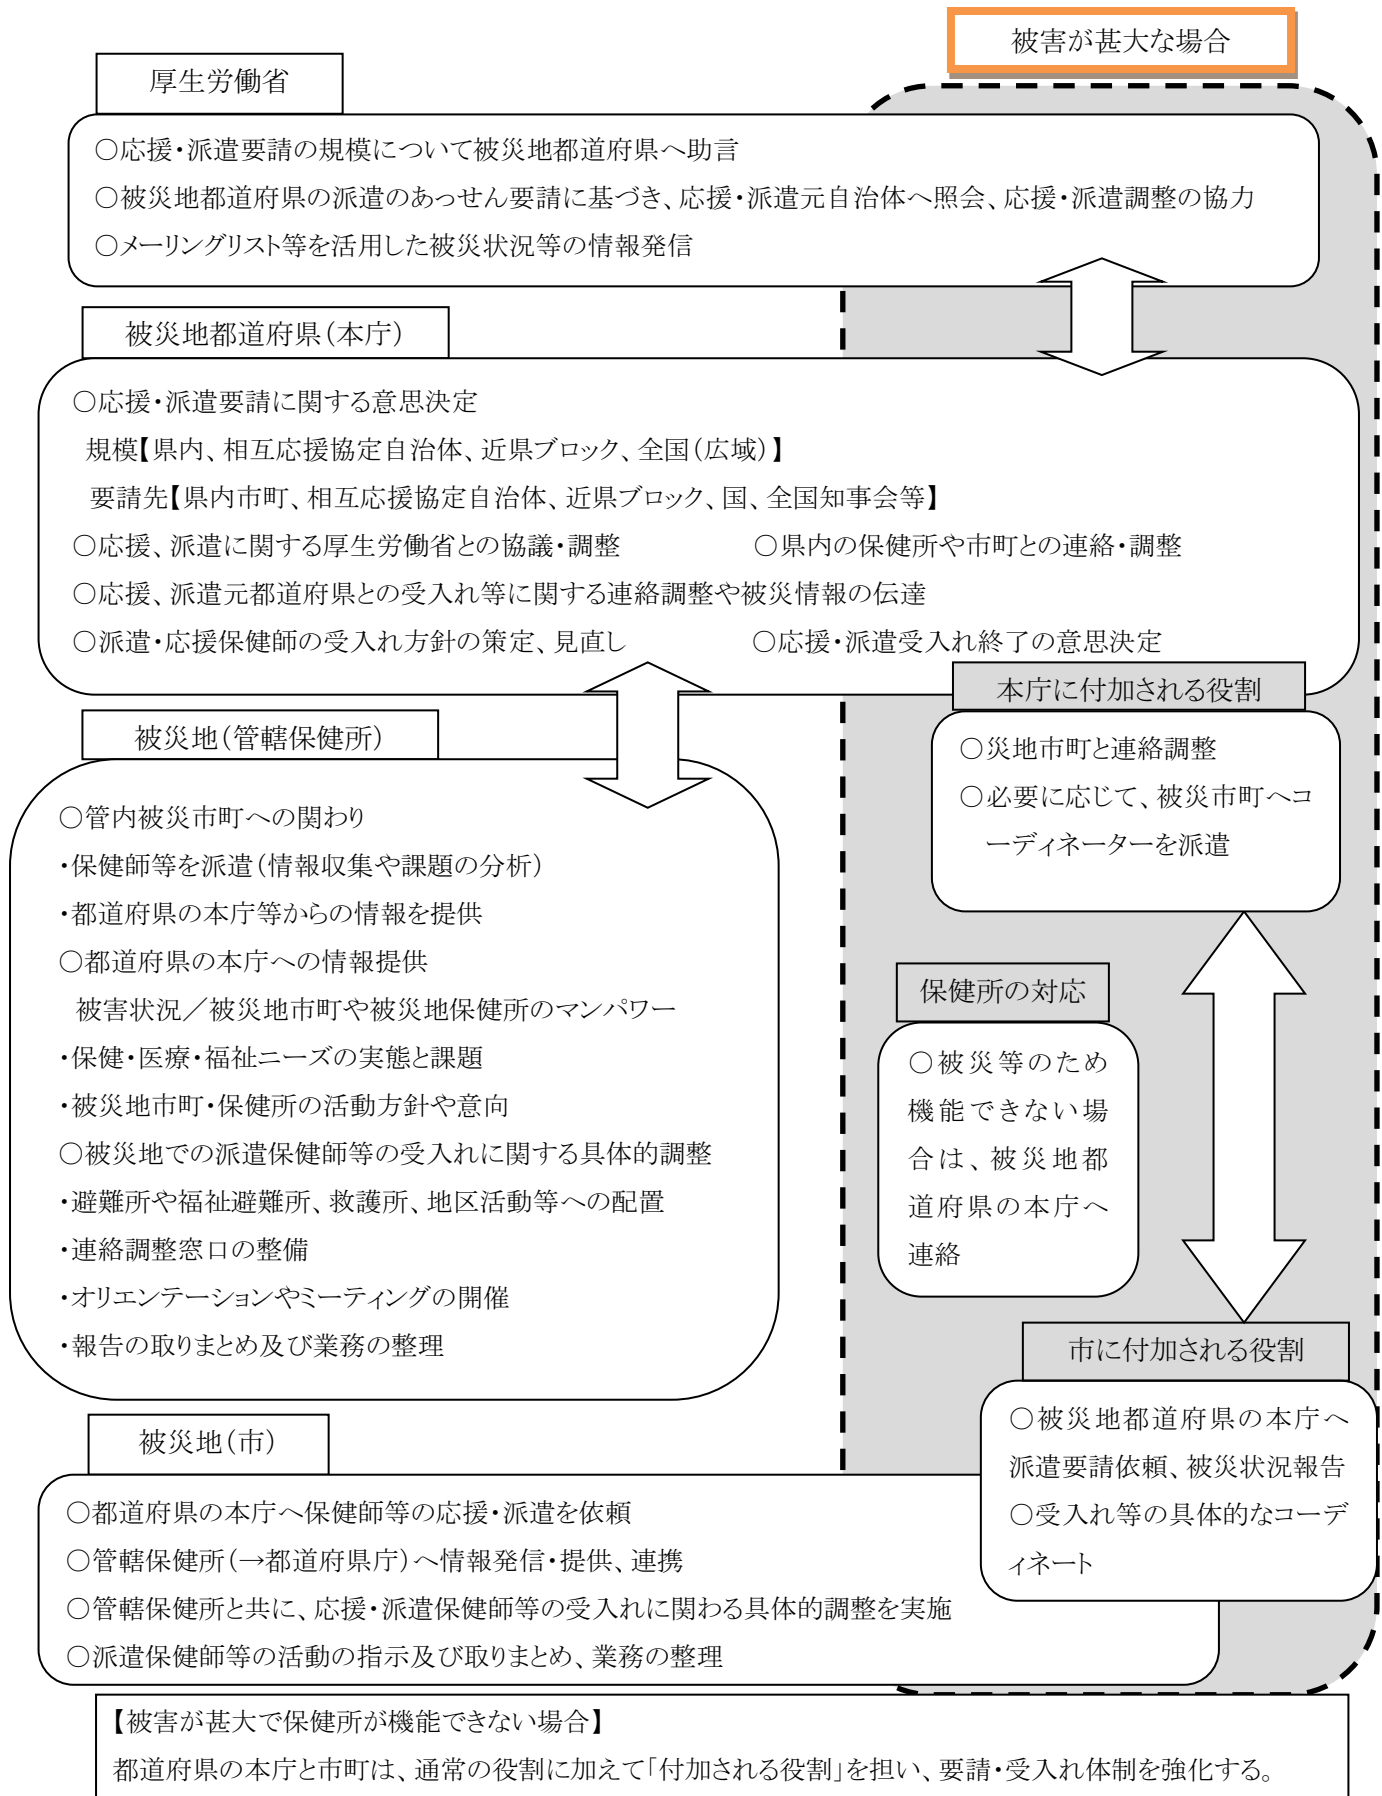 被害が甚大な場合
厚生労働省
○応援・派遣要請の規模について被災地都道府県へ助言
○被災地都道府県の派遣のあっせん要請に基づき、応援・派遣元自治体へ照会、応援・派遣調整の協力
○メーリングリスト等を活用した被災状況等の情報発信
被災地都道府県(本庁)
○応援・派遣要請に関する意思決定
規模【県内、相互応援協定自治体、近県ブロック、全国(広域)】
要請先【県内市町、相互応援協定自治体、近県ブロック、国、全国知事会等】
○応援、派遣に関する厚生労働省との協議・調整 ○県内の保健所や市町との連絡・調整
○応援、派遣元都道府県との受入れ等に関する連絡調整や被災情報の伝達
○派遣・応援保健師の受入れ方針の策定、見直し ○応援・派遣受入れ終了の意思決定
本庁に付加される役割
○災地市町と連絡調整
○必要に応じて、被災市町へコ
ーディネーターを派遣
被災地(管轄保健所)
○管内被災市町への関わり
・保健師等を派遣(情報収集や課題の分析)
・都道府県の本庁等からの情報を提供
○都道府県の本庁への情報提供
被害状況／被災地市町や被災地保健所のマンパワー
・保健・医療・福祉ニーズの実態と課題
・被災地市町・保健所の活動方針や意向
○被災地での派遣保健師等の受入れに関する具体的調整
・避難所や福祉避難所、救護所、地区活動等への配置
・連絡調整窓口の整備
・オリエンテーションやミーティングの開催
・報告の取りまとめ及び業務の整理
保健所の対応
○被災等のため
機能できない場
合は、被災地都
道府県の本庁へ
連絡
市に付加される役割
○被災地都道府県の本庁へ
派遣要請依頼、被災状況報告
○受入れ等の具体的なコーデ
ィネート
被災地(市)
○都道府県の本庁へ保健師等の応援・派遣を依頼
○管轄保健所(→都道府県庁)へ情報発信・提供、連携
○管轄保健所と共に、応援・派遣保健師等の受入れに関わる具体的調整を実施
○派遣保健師等の活動の指示及び取りまとめ、業務の整理
【被害が甚大で保健所が機能できない場合】
都道府県の本庁と市町は、通常の役割に加えて「付加される役割」を担い、要請・受入れ体制を強化する。